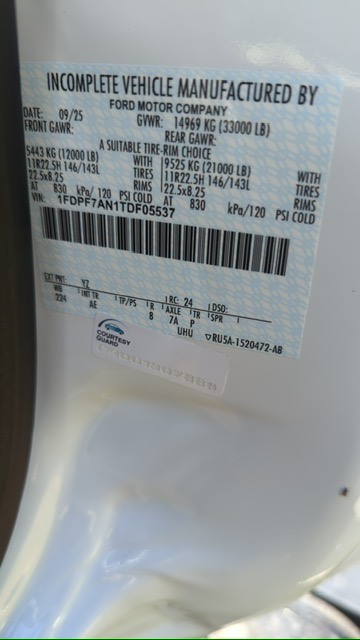 INCOMPLETE VEHICLE MANUFACTURED BY
FORD MOTOR COMPANY
DATE: 09/25 GVWR: 14969 KG (33000 LB)
FRONT GAWR: REAR GAWR:
A SUITABLE TIRE-RIM CHOICE
5443 KG (12000 LB) WITH 9525 KG (21000 LB) WITH
11R22.5H 146/143L TIRES 11R22.5H 146/143L TIRES
22.5x8.25 RIMS 22.5x8.25 RIMS
AT 830 kPa/120 PSI COLD AT 830 kPa/120 PSI COLD
VIN: 1FDPF7AN1TDF05537
EXT PNT: YZ RC: 24 DSO:
WB INT TR TP/PS R AXLE TR SPR
224 AE 8 7A P
UHU RU5A-1520472-AB
COURTESY
GUARD